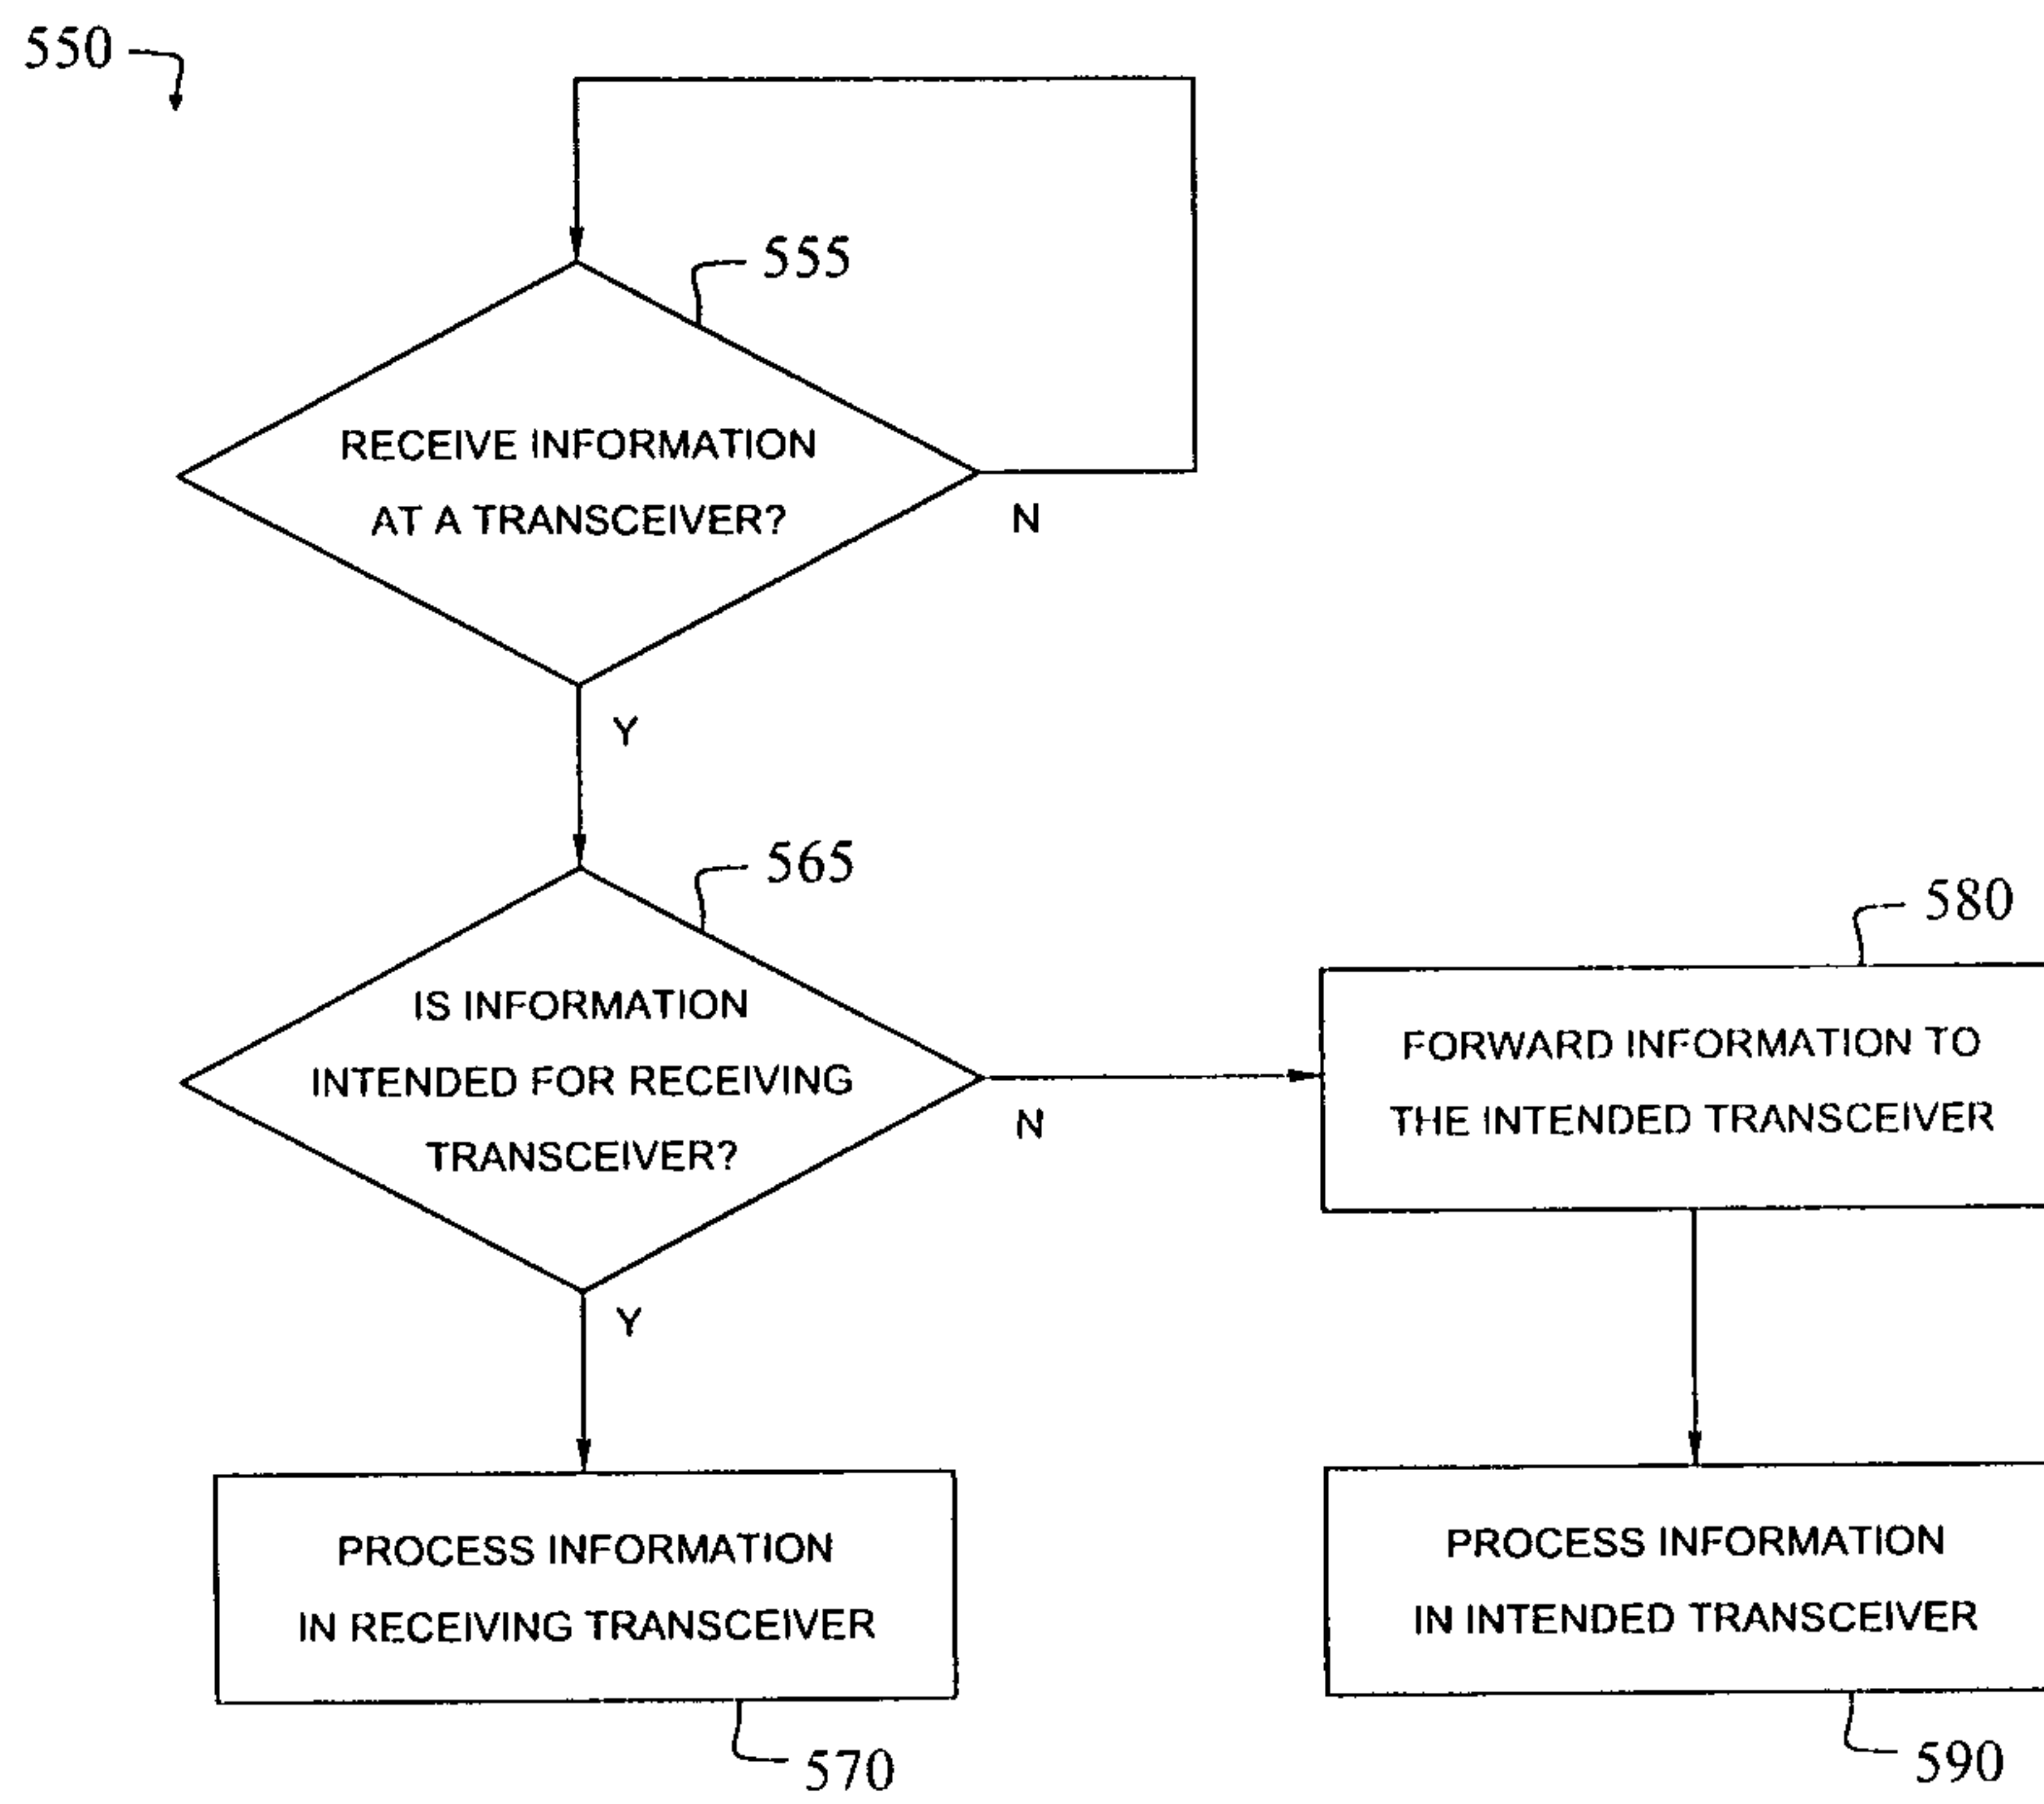 550
555
RECEIVE INFORMATION
AT A TRANSCEIVER?
N
Y
565
IS INFORMATION
INTENDED FOR RECEIVING
TRANSCEIVER?
N
Y
580
FORWARD INFORMATION TO
THE INTENDED TRANSCEIVER
PROCESS INFORMATION
IN RECEIVING TRANSCEIVER
570
PROCESS INFORMATION
IN INTENDED TRANSCEIVER
590